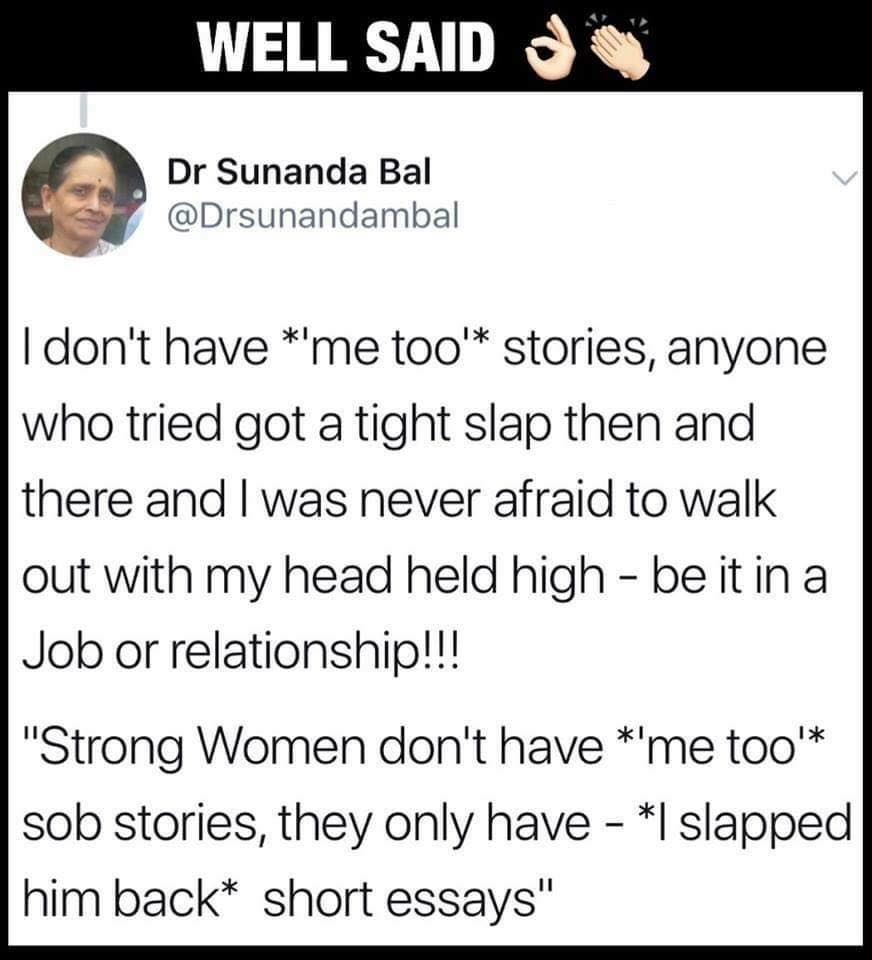 WELL SAID 👌🏻👏🏻
Dr Sunanda Bal
@Drsunandambal
I don't have *'me too'* stories, anyone
who tried got a tight slap then and
there and I was never afraid to walk
out with my head held high - be it in a
Job or relationship!!!
"Strong Women don't have *'me too'*
sob stories, they only have - *I slapped
him back*  short essays"